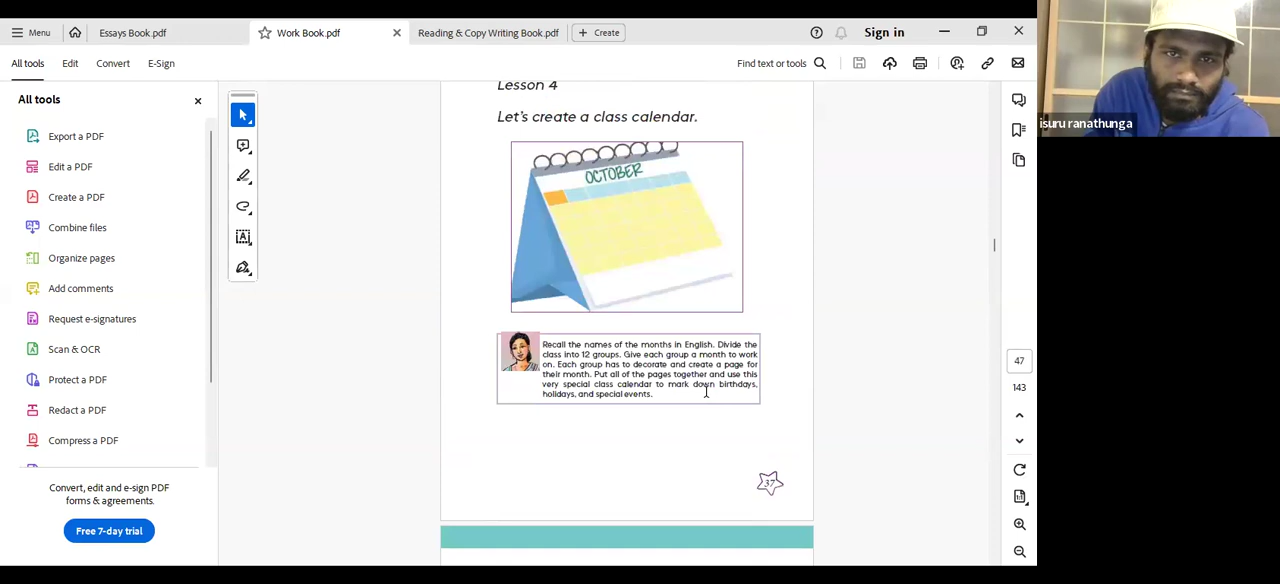 Menu
Essays Book.pdf
Work Book.pdf
Reading & Copy Writing Book.pdf
Create
Sign in
All tools
Edit
Convert
E-Sign
Find text or tools
All tools
Export a PDF
Edit a PDF
Create a PDF
Combine files
Organize pages
Add comments
Request e-signatures
Scan & OCR
Protect a PDF
Redact a PDF
Compress a PDF
Convert, edit and e-sign PDF
forms & agreements.
Free 7-day trial
Lesson 4
Let's create a class calendar.
OCTOBER
Recall the names of the months in English. Divide the
class into 12 groups. Give each group a month to work
on. Each group has to decorate and create a page for
their month. Put all of the pages together and use this
very special class calendar to mark down birthdays,
holidays, and special events.
37
47
143
isuru ranathunga